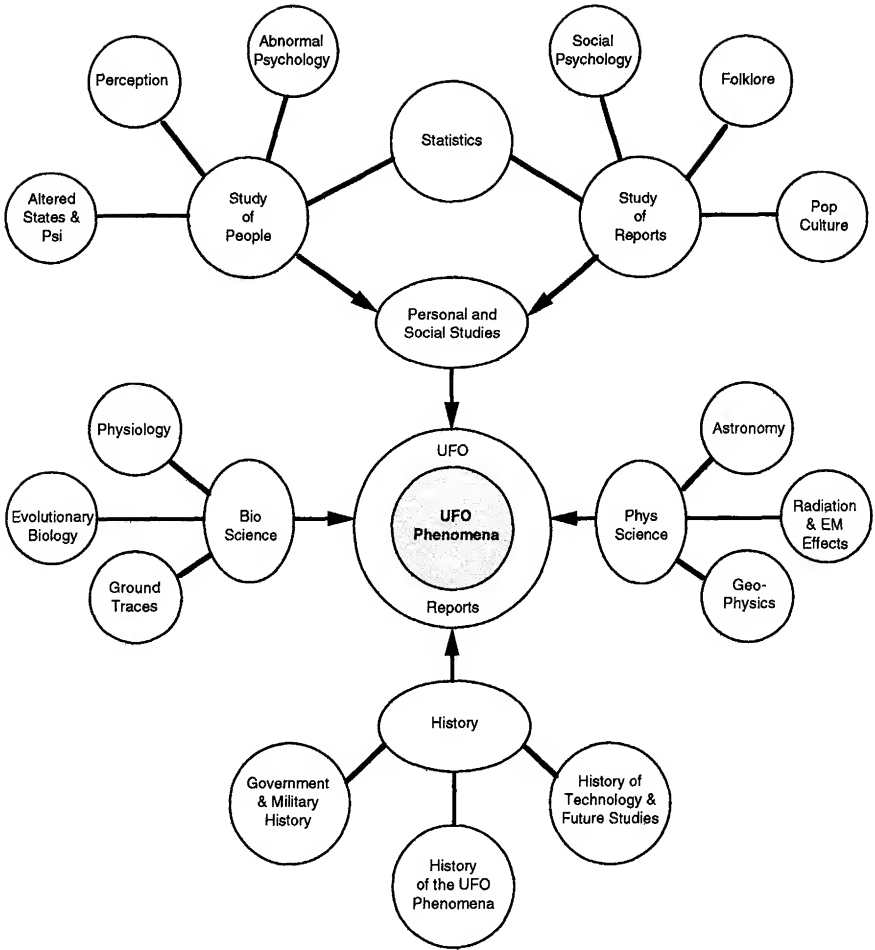 Abnormal
Psychology
Social
Psychology
Perception
Folklore
Statistics
Altered
States &
Psi
Study
of
People
Study
of
Reports
Pop
Culture
Personal and
Social Studies
Physiology
UFO
Astronomy
Evolutionary
Biology
Bio
Science
UFO
Phenomena
Phys
Science
Radiation
& EM
Effects
Ground
Traces
Reports
Geo-
Physics
History
Government
& Military
History
History of
Technology &
Future Studies
History
of the UFO
Phenomena